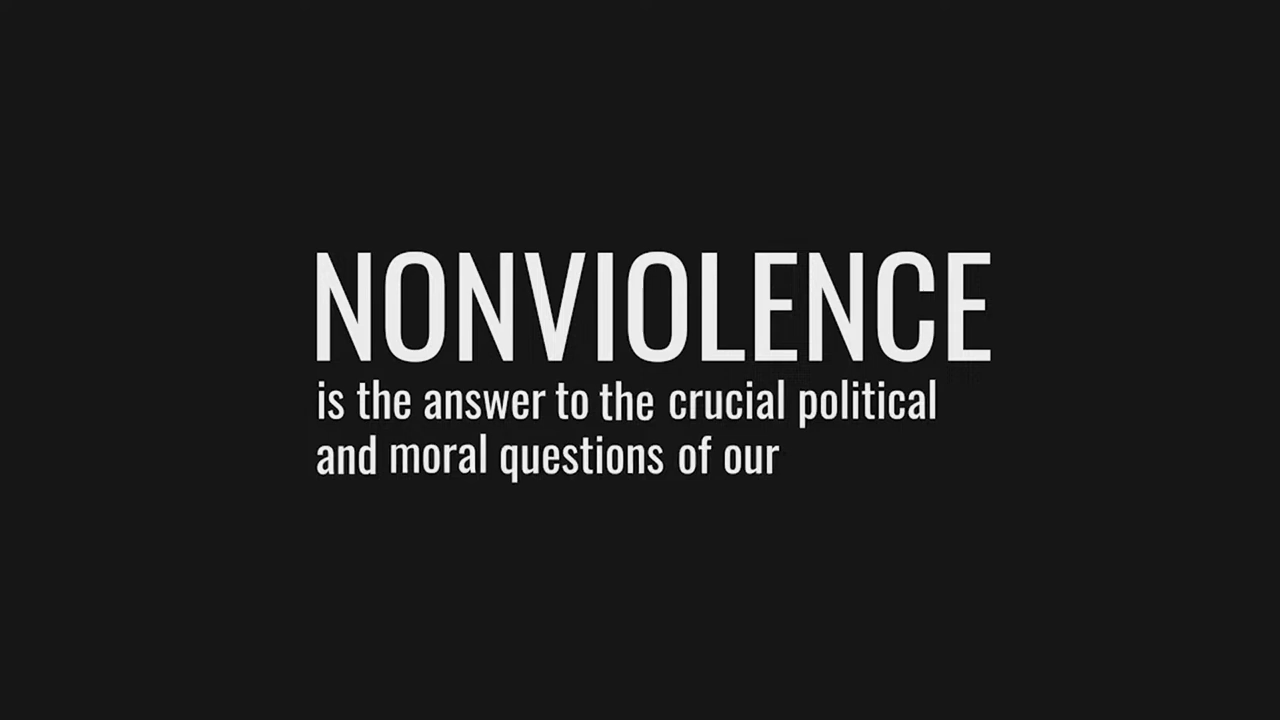 NONVIOLENCE
is the answer to the crucial political
and moral questions of our